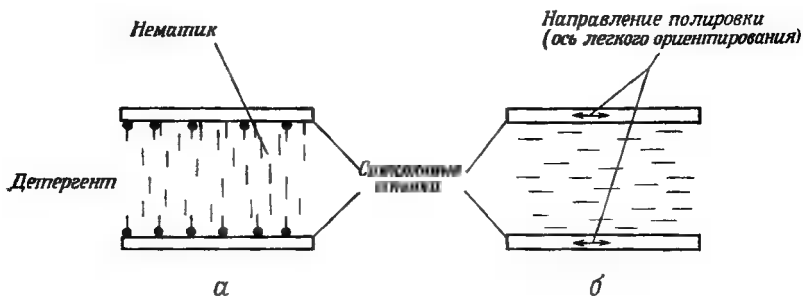 Нематик
Направление полировки
(ось легкого ориентирования)
Детергент
а
б